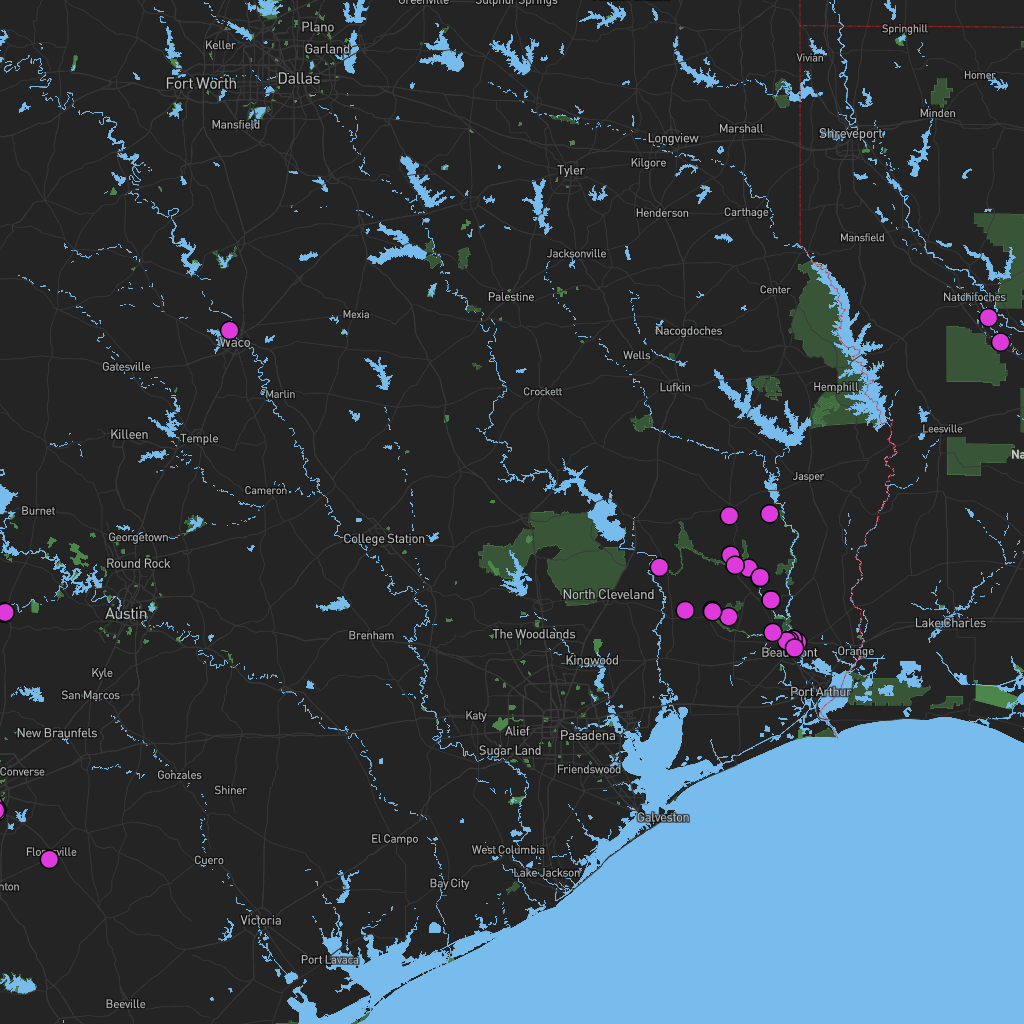 Greenville
Sulphur Springs
Plano
Springhill
Keller
Garland
Vivian
Homer
Fort Worth
Dallas
Minden
Mansfield
Marshall
Longview
Shreveport
Kilgore
Tyler
Henderson
Carthage
Mansfield
Jacksonville
Center
Palestine
Natchitoches
Mexia
Nacogdoches
Waco
Wells
Gatesville
Lufkin
Hemphill
Marlin
Crockett
Leesville
Killeen
Temple
Na
Jasper
Cameron
Burnet
Georgetown
College Station
Round Rock
North Cleveland
Austin
Lake Charles
Brenham
The Woodlands
Beaumont
Orange
Kingwood
Kyle
San Marcos
Port Arthur
Katy
New Braunfels
Alief
Pasadena
Sugar Land
Converse
Friendswood
Gonzales
Shiner
Galveston
El Campo
West Columbia
Floresville
Cuero
Lake Jackson
Bay City
nton
Victoria
Port Lavaca
Beeville